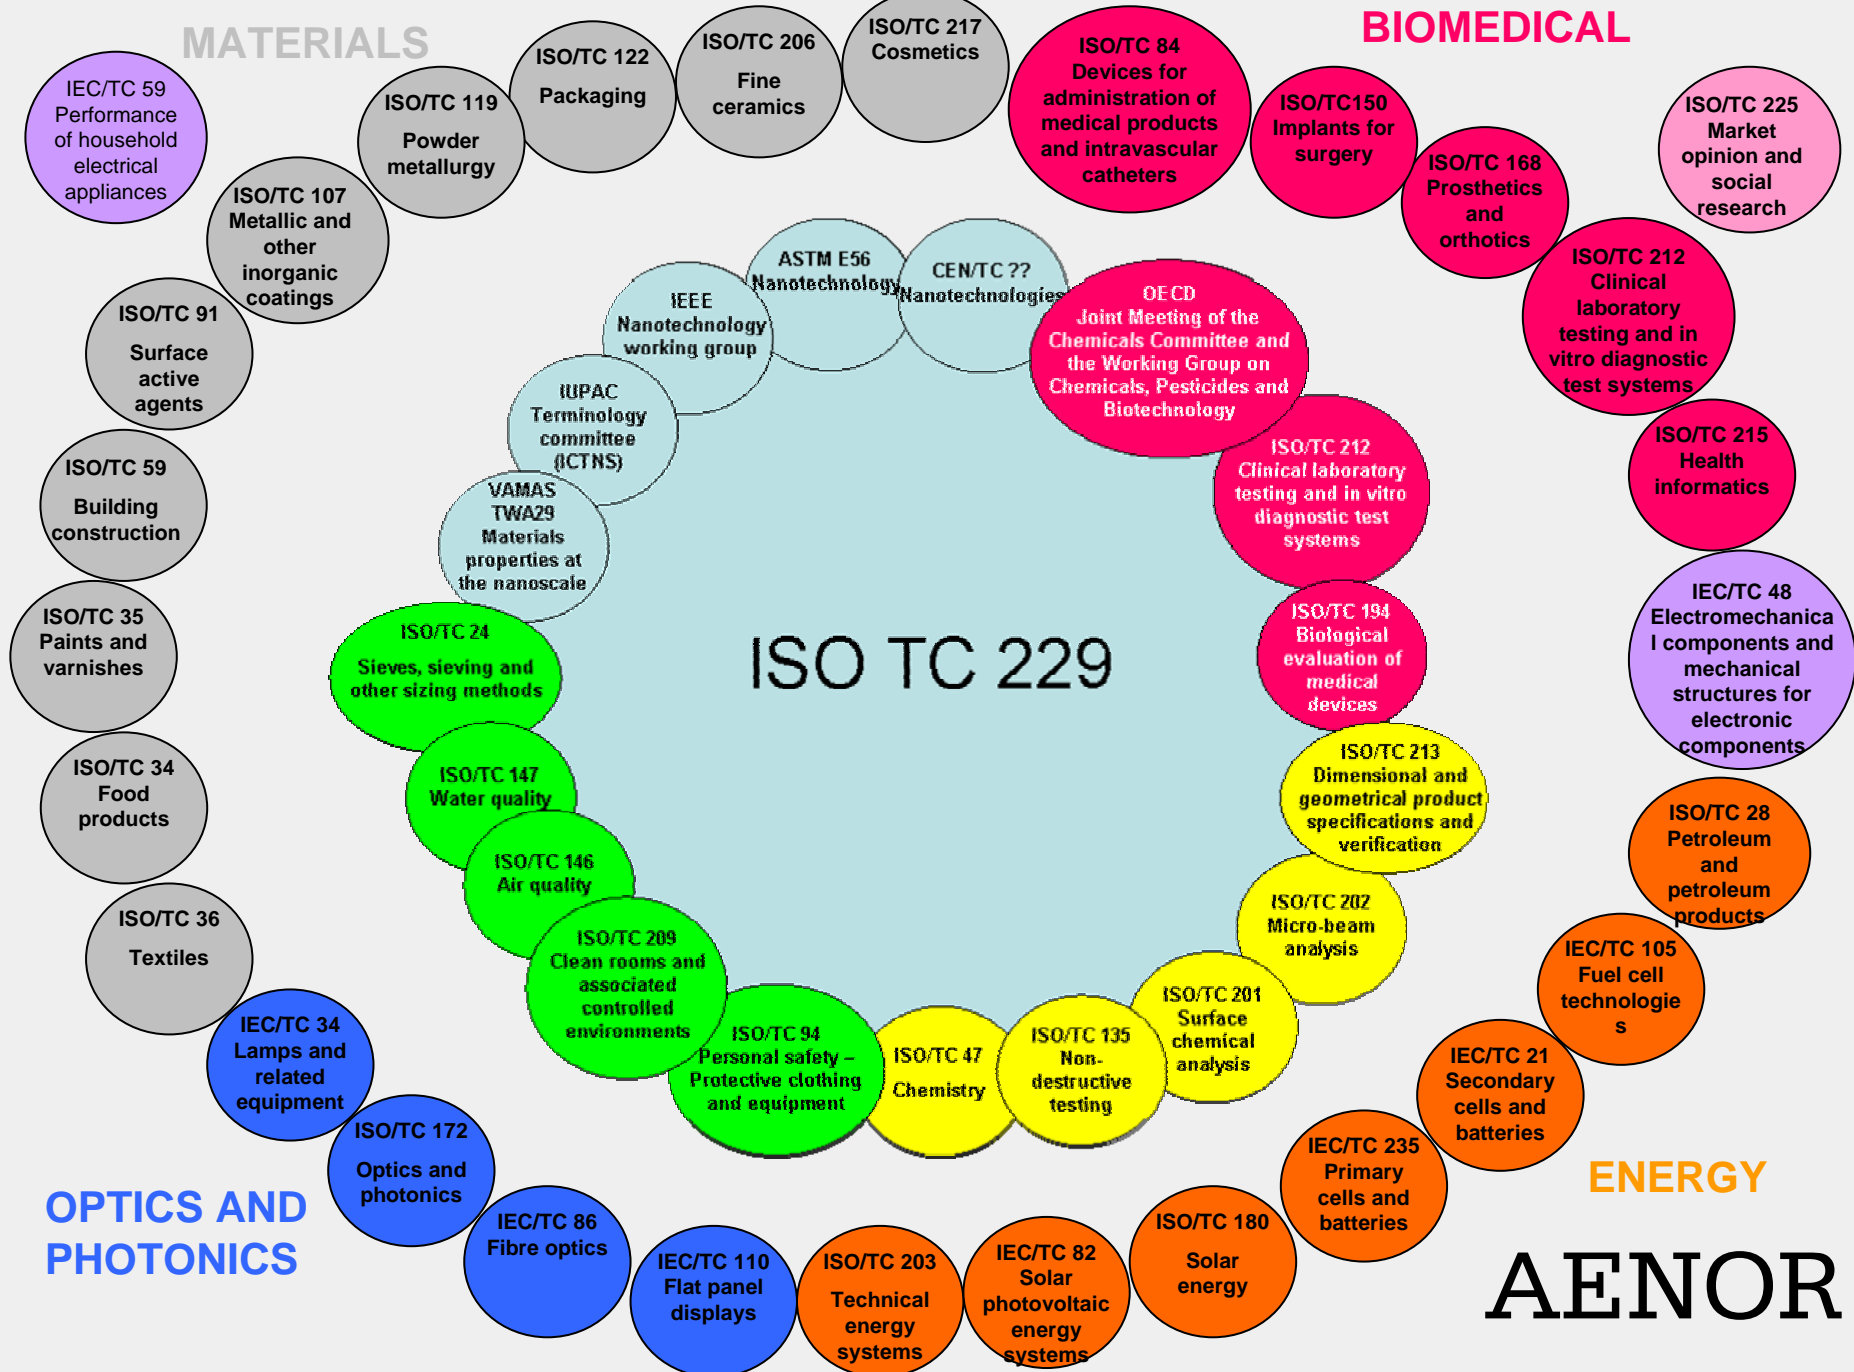 MATERIALS
BIOMEDICAL
IEC/TC 59
Performance
of household
electrical
appliances
ISO/TC 107
Metallic and
other
inorganic
coatings
ISO/TC 119
Powder
metallurgy
ISO/TC 122
Packaging
ISO/TC 206
Fine
ceramics
ISO/TC 217
Cosmetics
ISO/TC 84
Devices for
administration of
medical products
and intravascular
catheters
ISO/TC150
Implants for
surgery
ISO/TC 168
Prosthetics
and
orthotics
ISO/TC 225
Market
opinion and
social
research
ISO/TC 212
Clinical
laboratory
testing and in
vitro diagnostic
test systems
ISO/TC 215
Health
informatics
IEC/TC 48
Electromechanica
l components and
mechanical
structures for
electronic
components
ISO/TC 28
Petroleum
and
petroleum
products
IEC/TC 105
Fuel cell
technologie
s
IEC/TC 21
Secondary
cells and
batteries
IEC/TC 235
Primary
cells and
batteries
ISO/TC 180
Solar
energy
IEC/TC 82
Solar
photovoltaic
energy
systems
ISO/TC 203
Technical
energy
systems
IEC/TC 110
Flat panel
displays
IEC/TC 86
Fibre optics
ISO/TC 172
Optics and
photonics
IEC/TC 34
Lamps and
related
equipment
ISO/TC 36
Textiles
ISO/TC 34
Food
products
ISO/TC 35
Paints and
varnishes
ISO/TC 59
Building
construction
ISO/TC 91
Surface
active
agents
ASTM E56
Nanotechnology
CEN/TC ??
Nanotechnologies
OECD
Joint Meeting of the
Chemicals Committee and
the Working Group on
Chemicals, Pesticides and
Biotechnology
ISO/TC 212
Clinical laboratory
testing and in vitro
diagnostic test
systems
ISO/TC 194
Biological
evaluation of
medical
devices
ISO/TC 213
Dimensional and
geometrical product
specifications and
verification
ISO/TC 202
Micro-beam
analysis
ISO/TC 201
Surface
chemical
analysis
ISO/TC 135
Non-
destructive
testing
ISO/TC 47
Chemistry
ISO/TC 94
Personal safety –
Protective clothing
and equipment
ISO/TC 209
Clean rooms and
associated
controlled
environments
ISO/TC 146
Air quality
ISO/TC 147
Water quality
ISO/TC 24
Sieves, sieving and
other sizing methods
VAMAS
TWA29
Materials
properties at
the nanoscale
IUPAC
Terminology
committee
(ICTNS)
IEEE
Nanotechnology
working group
ISO TC 229
OPTICS AND
PHOTONICS
ENERGY
AENOR